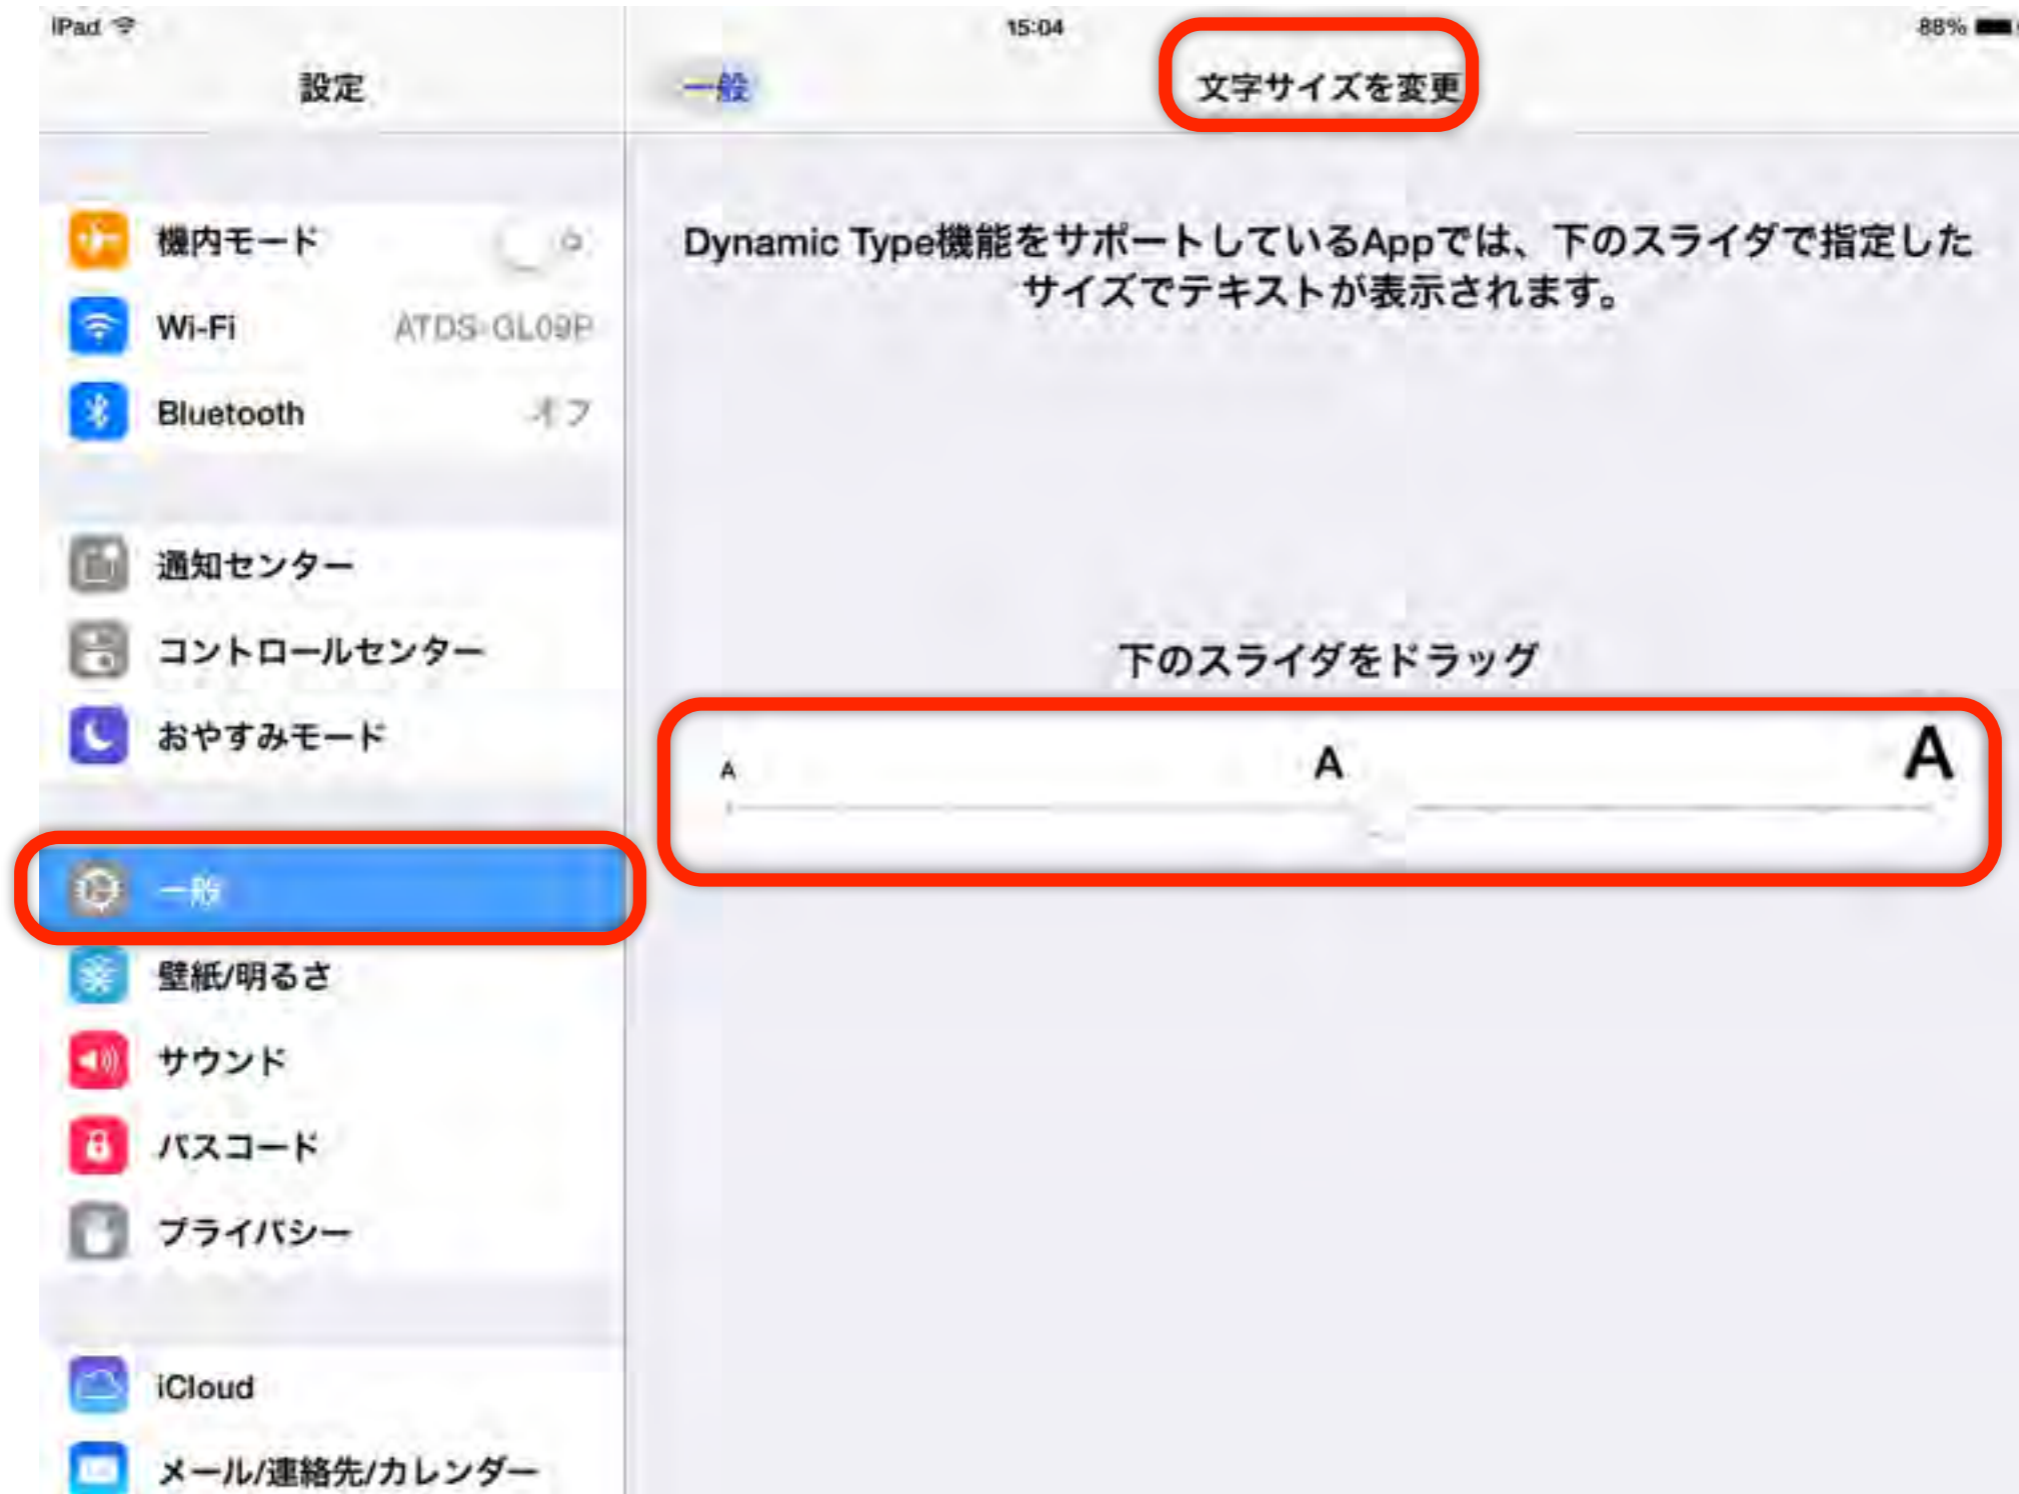 iPad
15:04
88%
設定
一般
文字サイズを変更
機内モード
Wi-Fi
ATDS-GL09P
Bluetooth
オフ
通知センター
コントロールセンター
おやすみモード
一般
壁紙/明るさ
サウンド
パスコード
プライバシー
iCloud
メール/連絡先/カレンダー
Dynamic Type機能をサポートしているAppでは、下のスライダで指定した
サイズでテキストが表示されます。
下のスライダをドラッグ
A A A